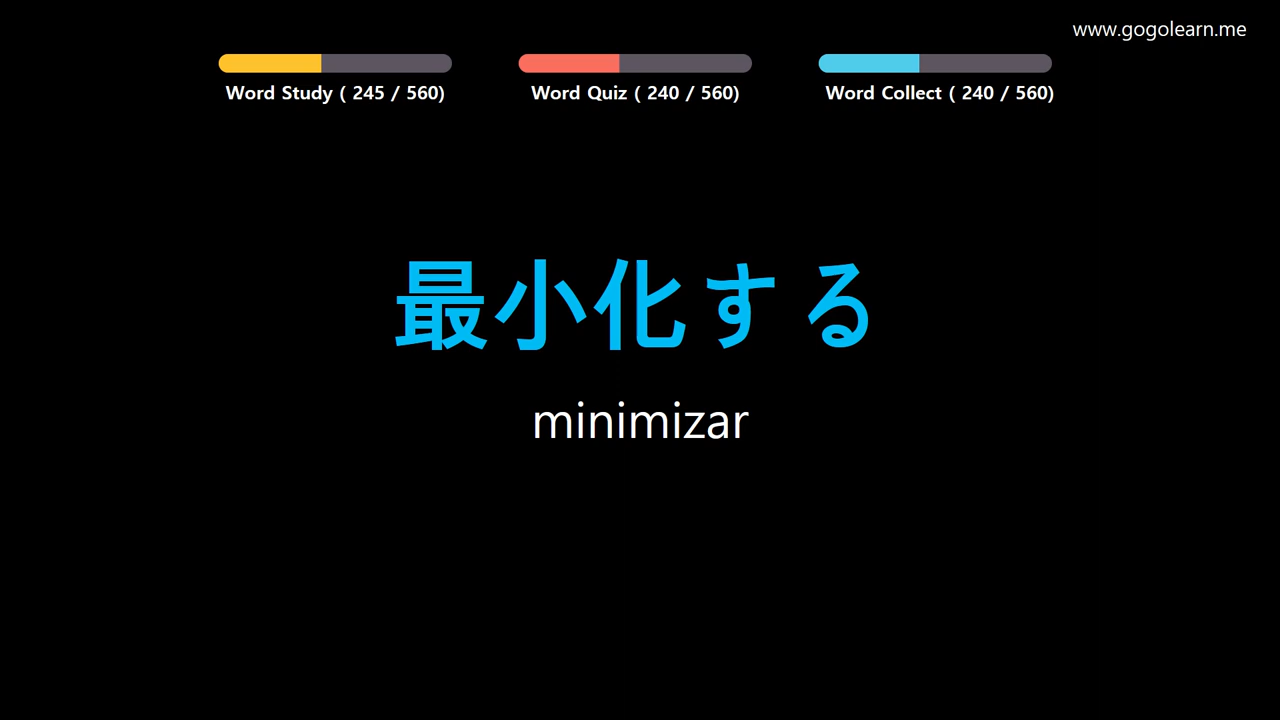 www.gogolearn.me
Word Study ( 245 / 560)
Word Quiz ( 240 / 560)
Word Collect ( 240 / 560)
最小化する
minimizar